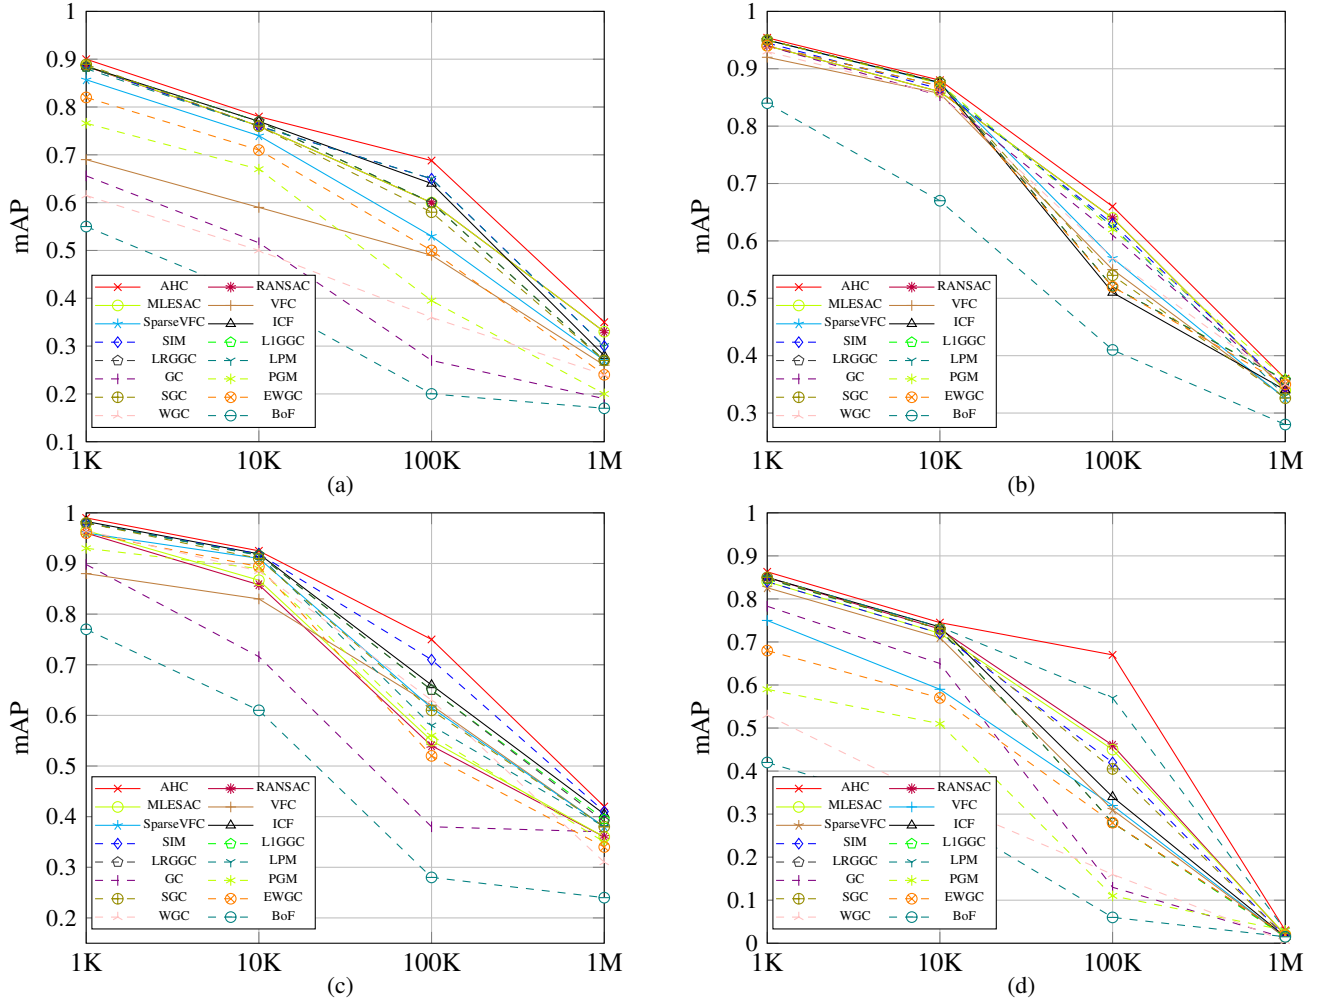 1
0.9
0.8
0.7
0.6
0.5
0.4
0.3
0.2
0.1
mAP
AHC RANSAC
MLESAC VFC
SparseVFC ICF
SIM L1GGC
LRGGC LPM
GC PGM
SGC EWGC
WGC BoF
1K 10K 100K 1M
(a)
1
0.9
0.8
0.7
0.6
0.5
0.4
0.3
mAP
AHC RANSAC
MLESAC VFC
SparseVFC ICF
SIM L1GGC
LRGGC LPM
GC PGM
SGC EWGC
WGC BoF
1K 10K 100K 1M
(b)
1
0.9
0.8
0.7
0.6
0.5
0.4
0.3
0.2
mAP
AHC RANSAC
MLESAC VFC
SparseVFC ICF
SIM L1GGC
LRGGC LPM
GC PGM
SGC EWGC
WGC BoF
1K 10K 100K 1M
(c)
1
0.9
0.8
0.7
0.6
0.5
0.4
0.3
0.2
0.1
0
mAP
AHC RANSAC
MLESAC VFC
SparseVFC ICF
SIM L1GGC
LRGGC LPM
GC PGM
SGC EWGC
WGC BoF
1K 10K 100K 1M
(d)